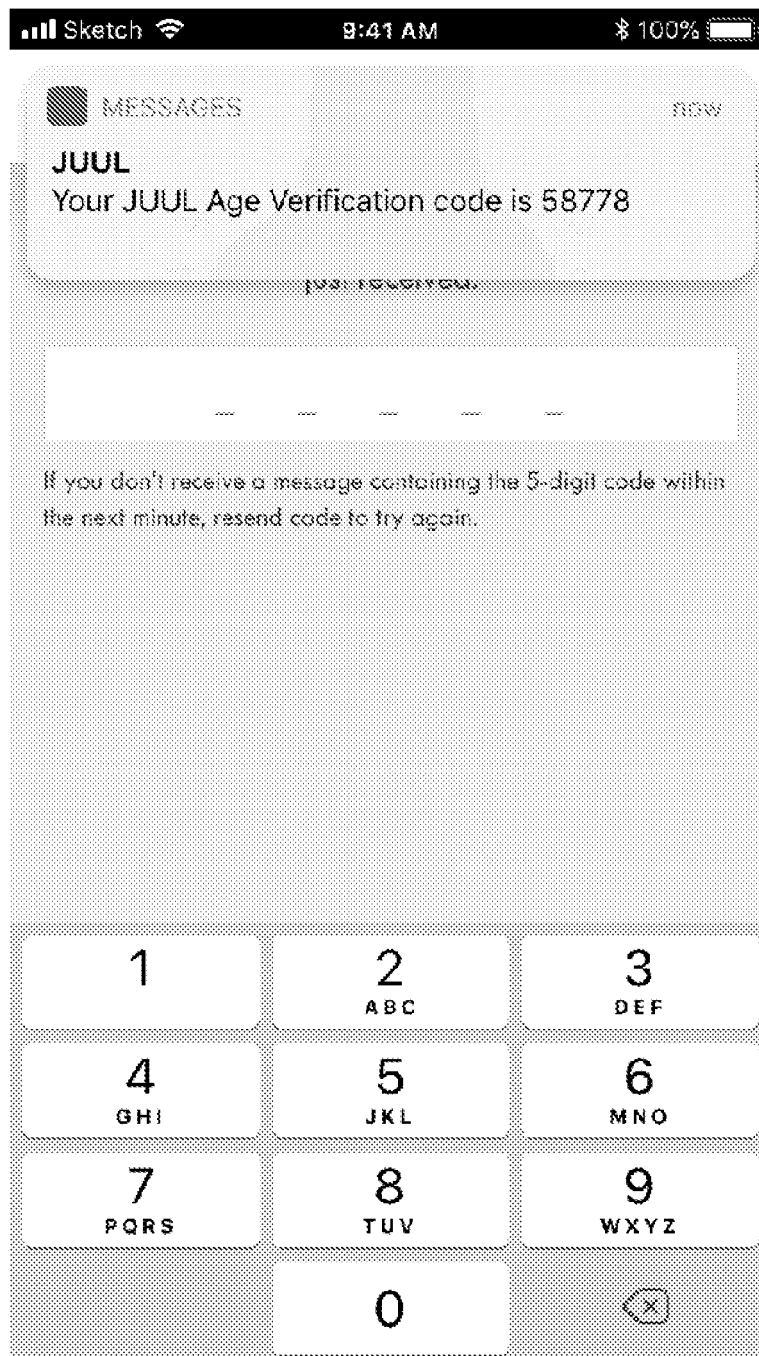 Sketch 9:41 AM 100%
MESSAGES now
JUUL
Your JUUL Age Verification code is 58778
just received.
If you don't receive a message containing the 5-digit code within
the next minute, resend code to try again.
1 2 3
ABC DEF
4 5 6
GHI JKL MNO
7 8 9
PQRS TUV WXYZ
0